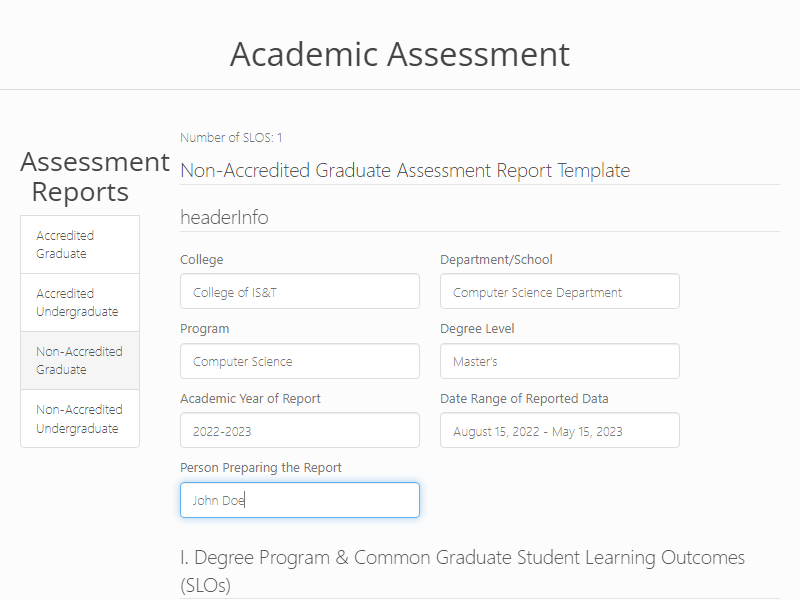 Academic Assessment
Assessment
Reports
Accredited
Graduate
Accredited
Undergraduate
Non-Accredited
Graduate
Non-Accredited
Undergraduate
Number of SLOS: 1
Non-Accredited Graduate Assessment Report Template
headerInfo
College
Department/School
College of IS&T
Computer Science Department
Program
Degree Level
Computer Science
Master's
Academic Year of Report
Date Range of Reported Data
2022-2023
August 15, 2022 - May 15, 2023
Person Preparing the Report
John Doe
I. Degree Program & Common Graduate Student Learning Outcomes
(SLOs)